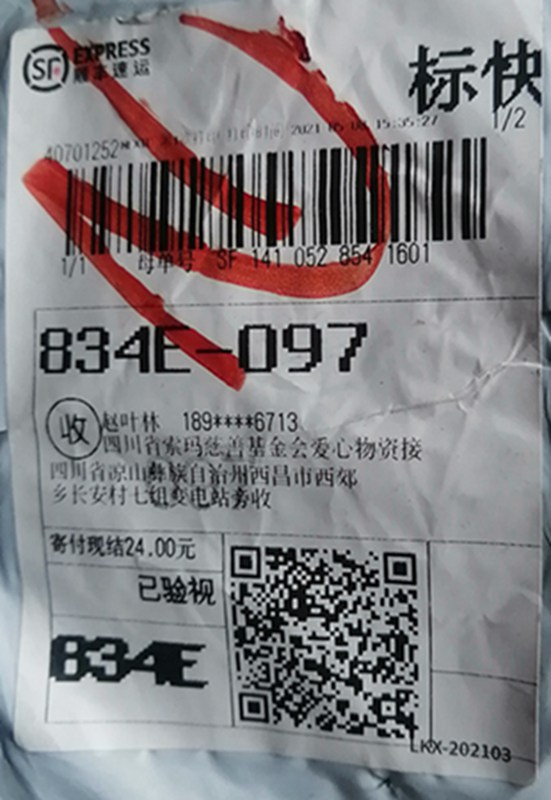 SF EXPRESS
顺丰速运
标快
1/2
40701252
2021-05-08 15:35:27
1/1 母单号 SF 141 052 854 1601
834E-097
收
赵叶林 189****6713
四川省索玛慈善基金会爱心物资接
四川省凉山彝族自治州西昌市西郊
乡长安村七组变电站旁收
寄付现结24.00元
已验视
834E
LKX-202103